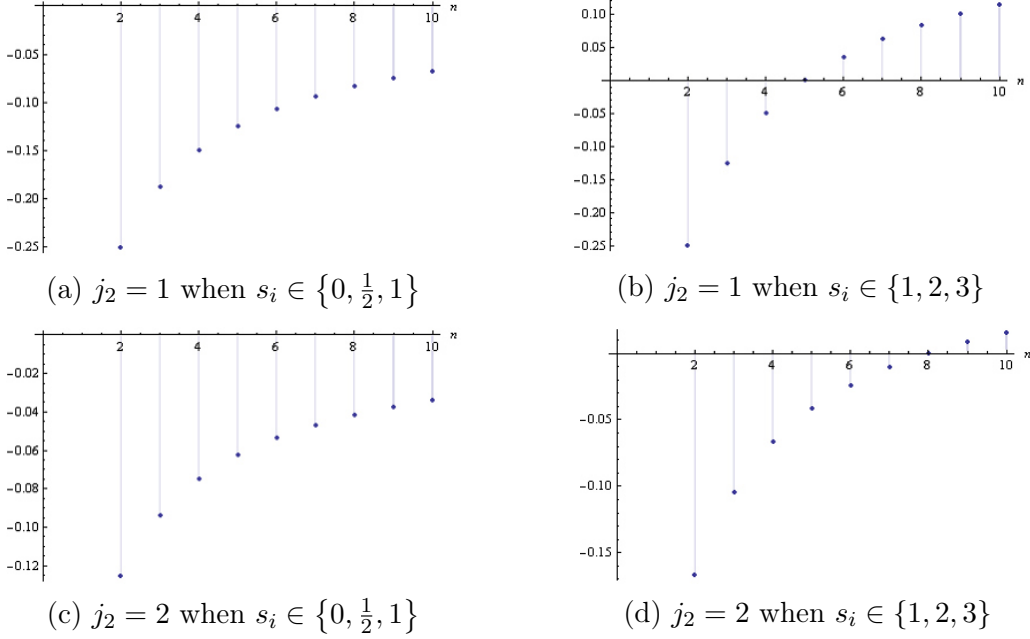 n
2 4 6 8 10
−0.05
−0.10
−0.15
−0.20
−0.25
(a) j₂ = 1 when sᵢ ∈ {0, ½, 1}
0.10
0.05
n
2 4 6 8 10
−0.05
−0.10
−0.15
−0.20
−0.25
(b) j₂ = 1 when sᵢ ∈ {1, 2, 3}
n
2 4 6 8 10
−0.02
−0.04
−0.06
−0.08
−0.10
−0.12
(c) j₂ = 2 when sᵢ ∈ {0, ½, 1}
n
2 4 6 8 10
−0.05
−0.10
−0.15
(d) j₂ = 2 when sᵢ ∈ {1, 2, 3}